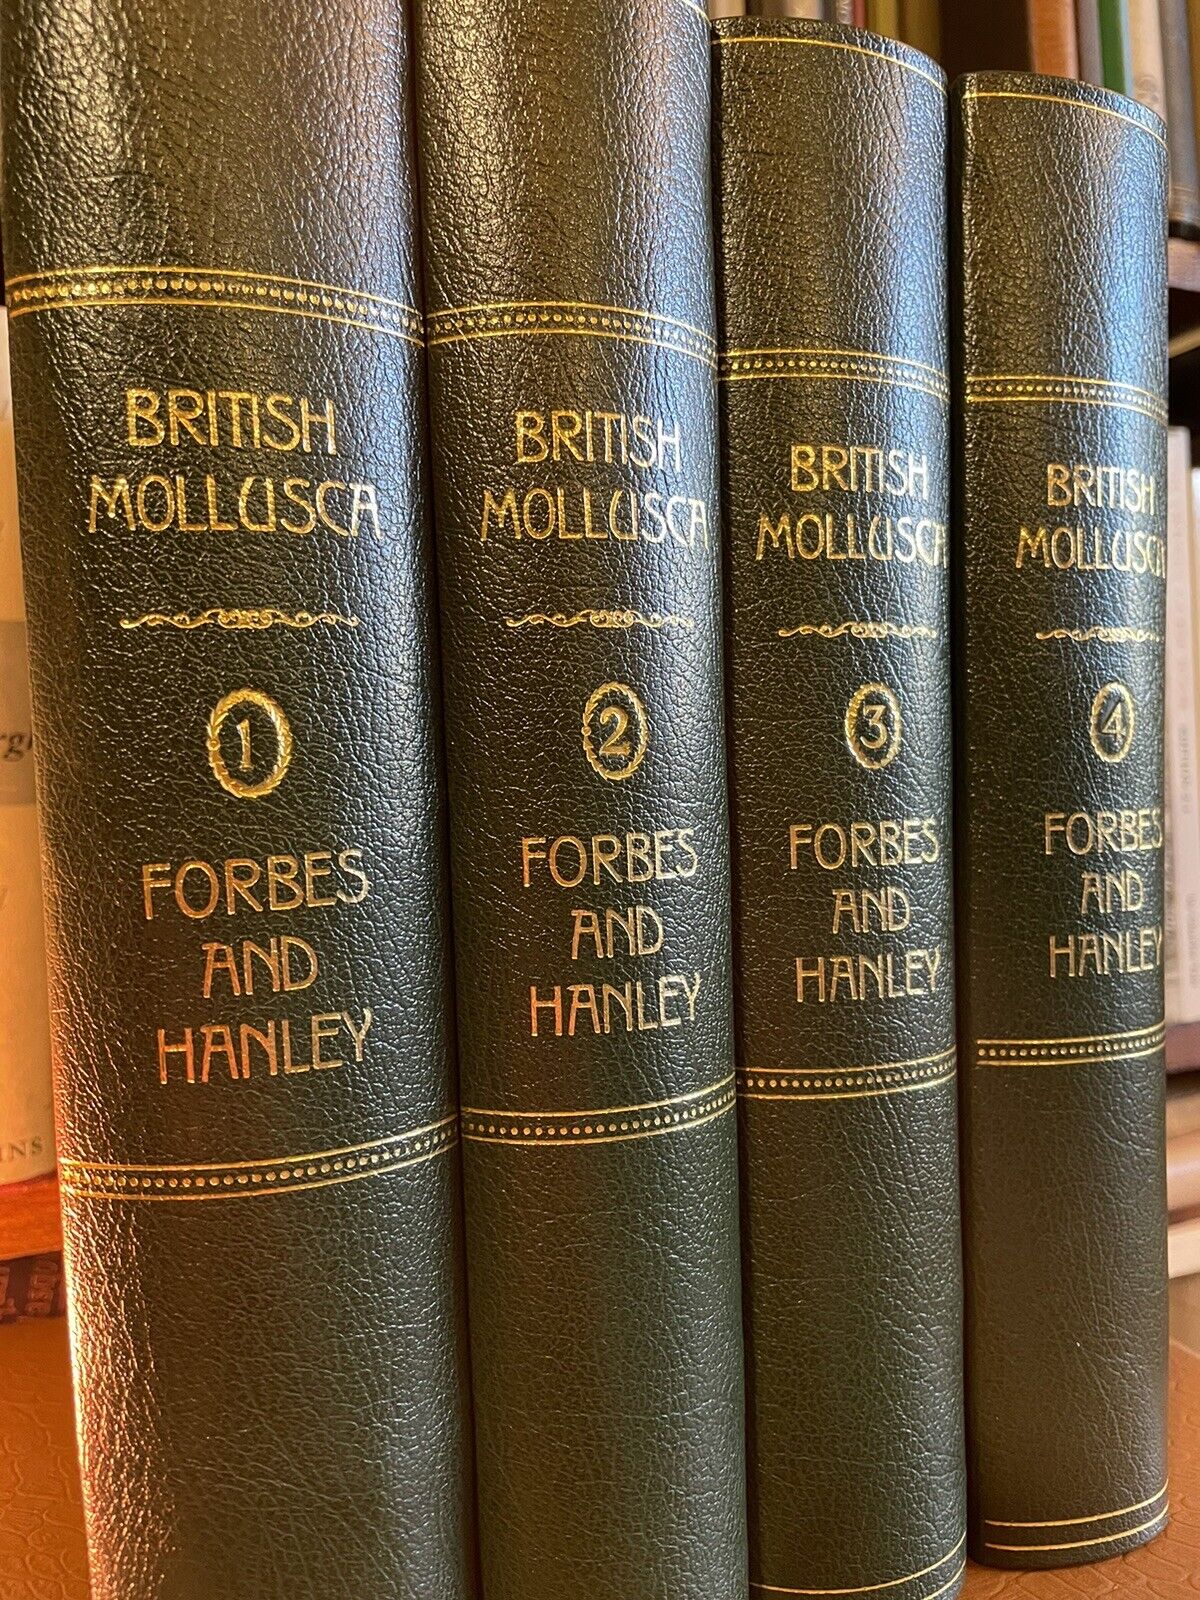 BRITISH
MOLLUSCA
1
FORBES
AND
HANLEY
BRITISH
MOLLUSCA
2
FORBES
AND
HANLEY
BRITISH
MOLLUSCA
3
FORBES
AND
HANLEY
BRITISH
MOLLUSCA
4
FORBES
AND
HANLEY